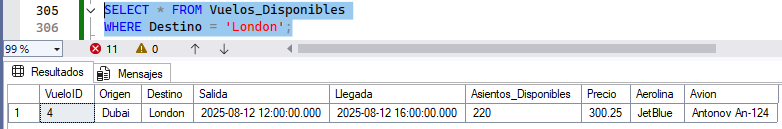 305 SELECT * FROM Vuelos_Disponibles
306 WHERE Destino = 'London';
99 % 11 0
Resultados Mensajes
VueloID Origen Destino Salida Llegada Asientos_Disponibles Precio Aerolina Avion
1 4 Dubai London 2025-08-12 12:00:00.000 2025-08-12 16:00:00.000 220 300.25 JetBlue Antonov An-124